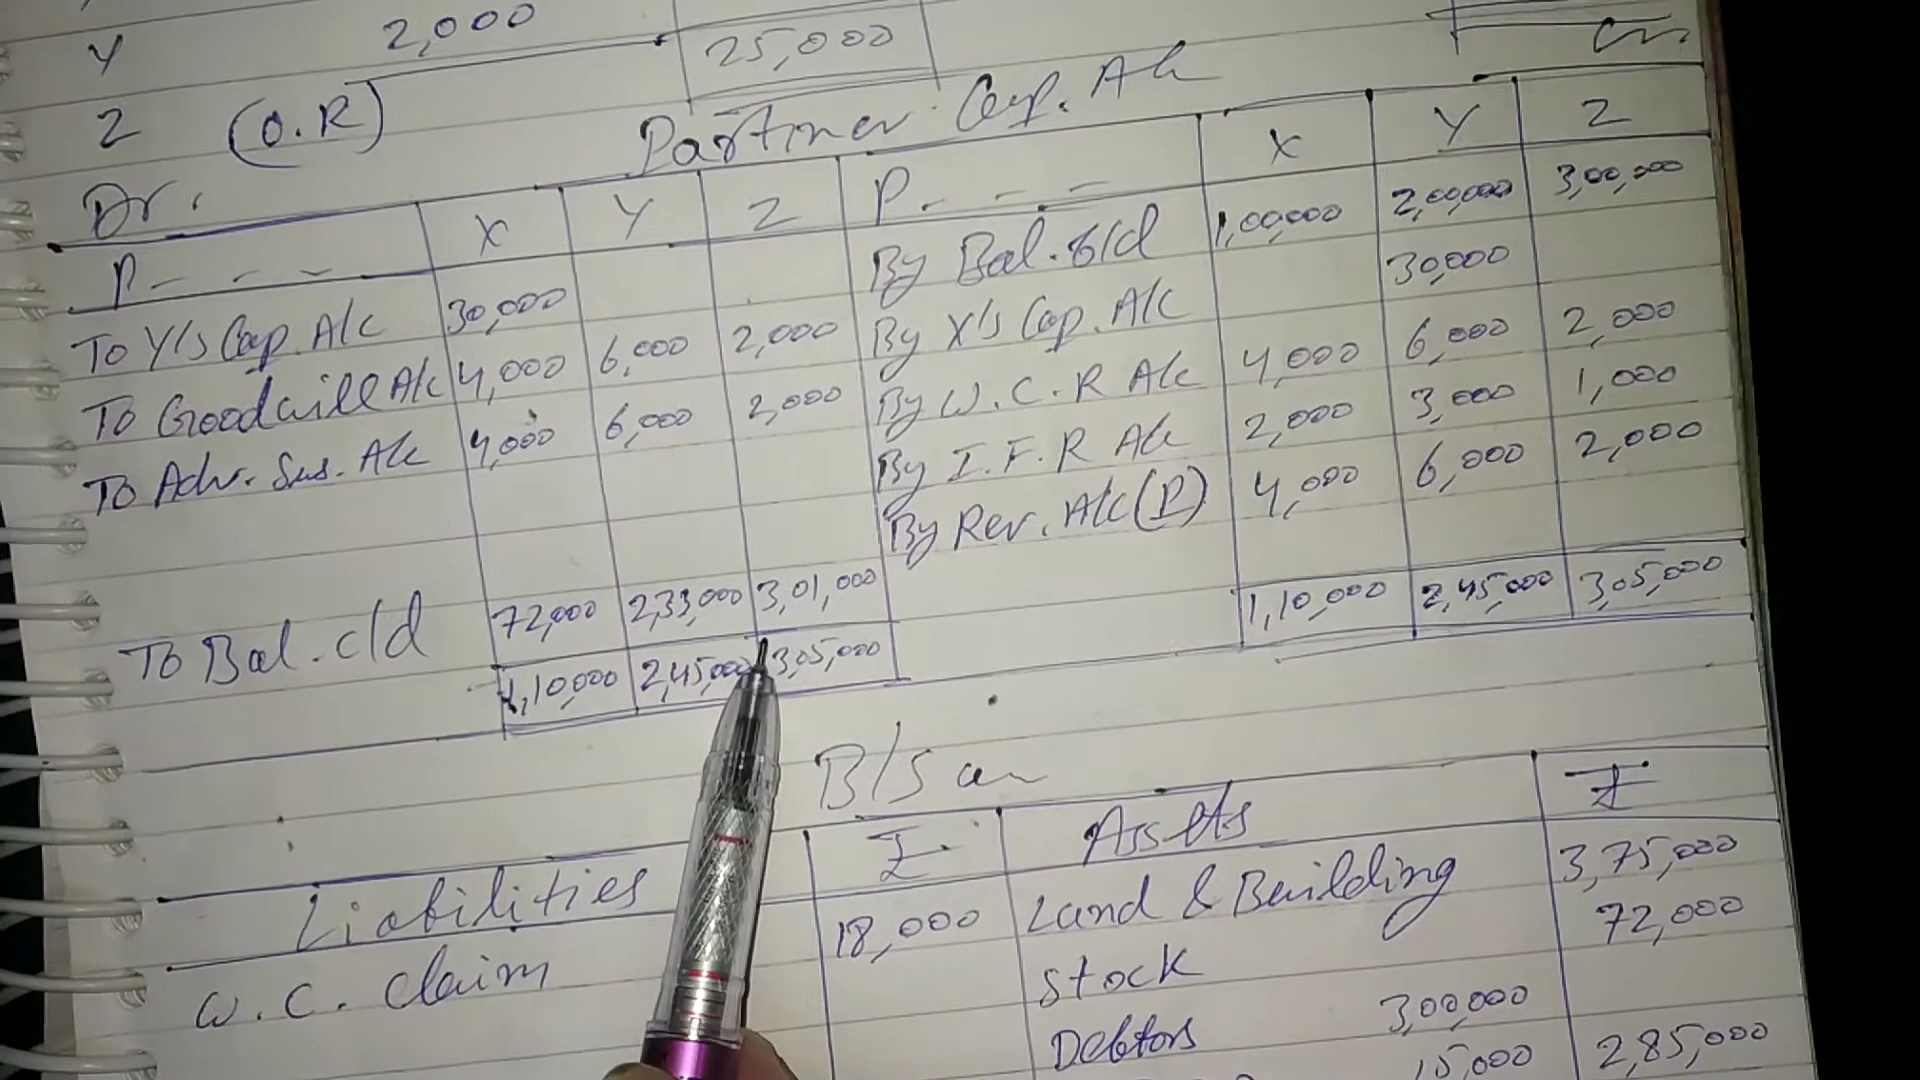 Y 2,000
25,000
Z (O.R)
Partiner Cap. A/c
Dr.
P - - - X Y Z P. - - - X Y Z
To Y/s Cap. A/c 30,000 By Bal. b/d 1,00,000 2,00,000 3,00,000
To Goodwill A/c 4,000 6,000 2,000 By X/s Cap. A/c 30,000
To Adv. Sus. A/c 4,000 6,000 2,000 By W.C.R A/c 4,000 6,000 2,000
By I.F.R A/c 2,000 3,000 1,000
By Rev. A/c (P) 4,000 6,000 2,000
To Bal. c/d 72,000 2,33,000 3,01,000
1,10,000 2,45,000 3,05,000 1,10,000 2,45,000 3,05,000
B/S
Liabilities ₹ Assets ₹
W.C. Claim 18,000 Land & Building 3,75,000
Stock 72,000
Debtors 3,00,000
15,000 2,85,000